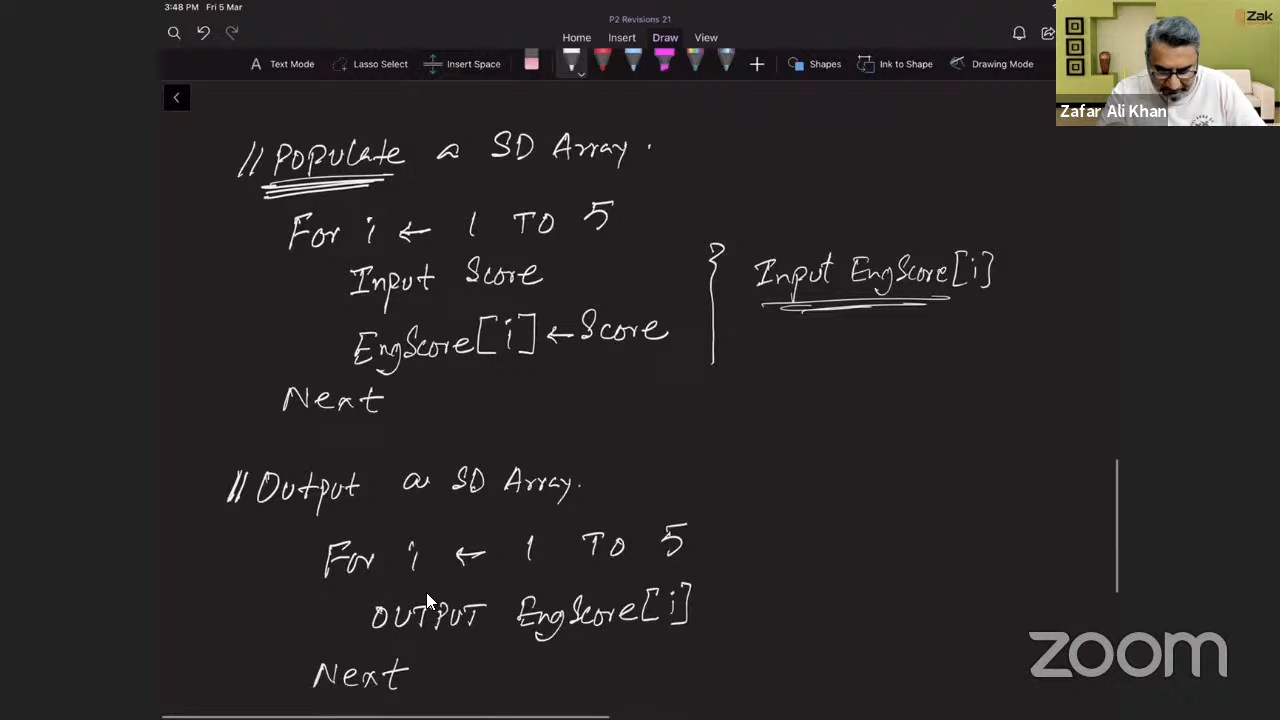 3:48 PM Fri 5 Mar
P2 Revisions 21
Home Insert Draw View
Text Mode Lasso Select Insert Space Shapes Ink to Shape Drawing Mode
Zak
Zafar Ali Khan
// Populate a SD Array.
For i ← 1 TO 5
Input Score
EngScore[i] ← Score
Next
} Input EngScore[i]
// Output a SD Array.
For i ← 1 TO 5
OUTPUT EngScore[i]
Next
zoom